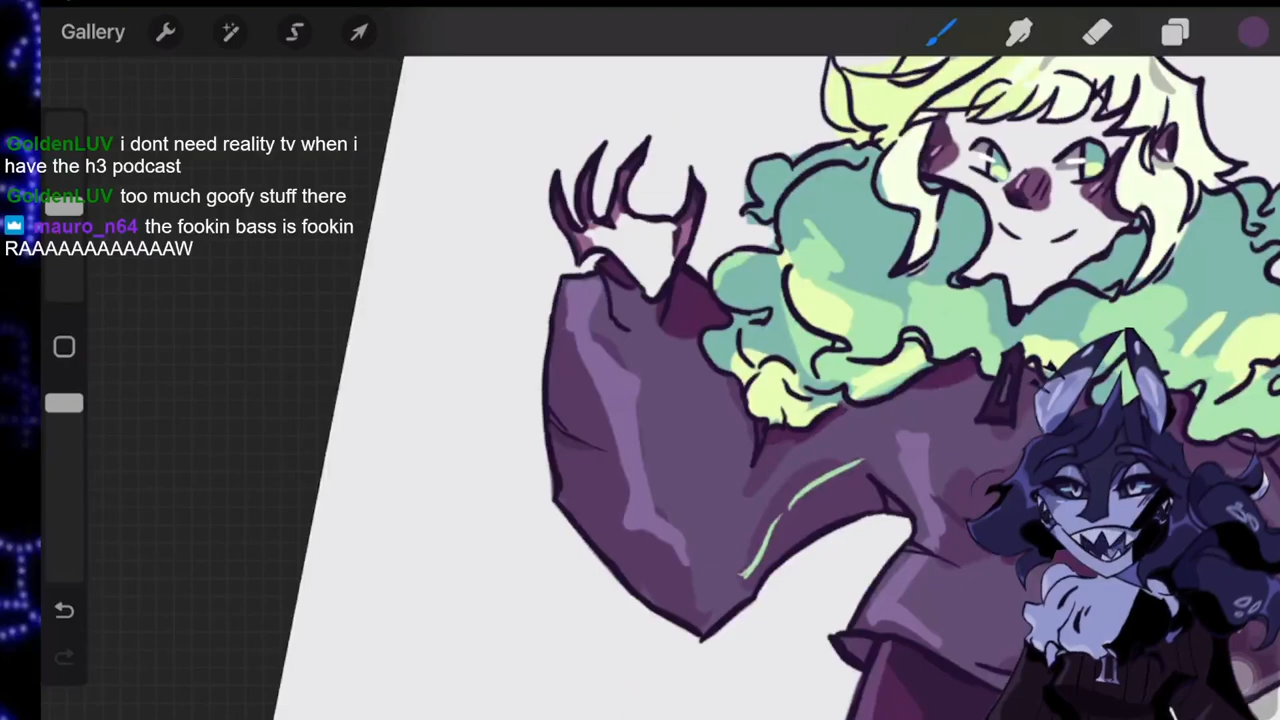 Gallery
GoldenLUV i dont need reality tv when i
have the h3 podcast
GoldenLUV too much goofy stuff there
mauro_n64 the fookin bass is fookin
RAAAAAAAAAAAAW